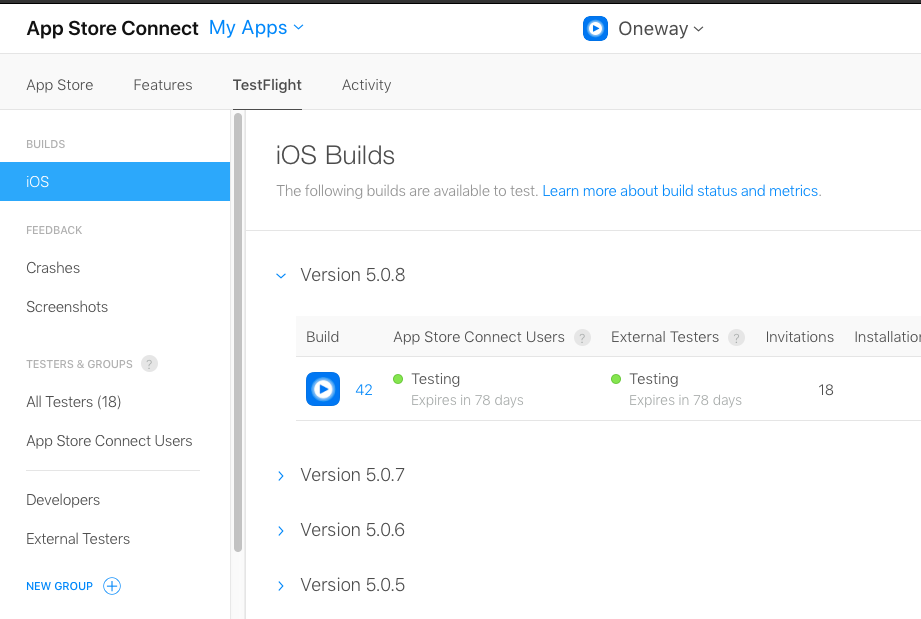 App Store Connect My Apps Oneway
App Store Features TestFlight Activity
BUILDS
iOS
FEEDBACK
Crashes
Screenshots
TESTERS & GROUPS ?
All Testers (18)
App Store Connect Users
Developers
External Testers
NEW GROUP
iOS Builds
The following builds are available to test. Learn more about build status and metrics.
Version 5.0.8
Build App Store Connect Users ? External Testers ? Invitations
42 Testing Testing 18
Expires in 78 days Expires in 78 days
Version 5.0.7
Version 5.0.6
Version 5.0.5